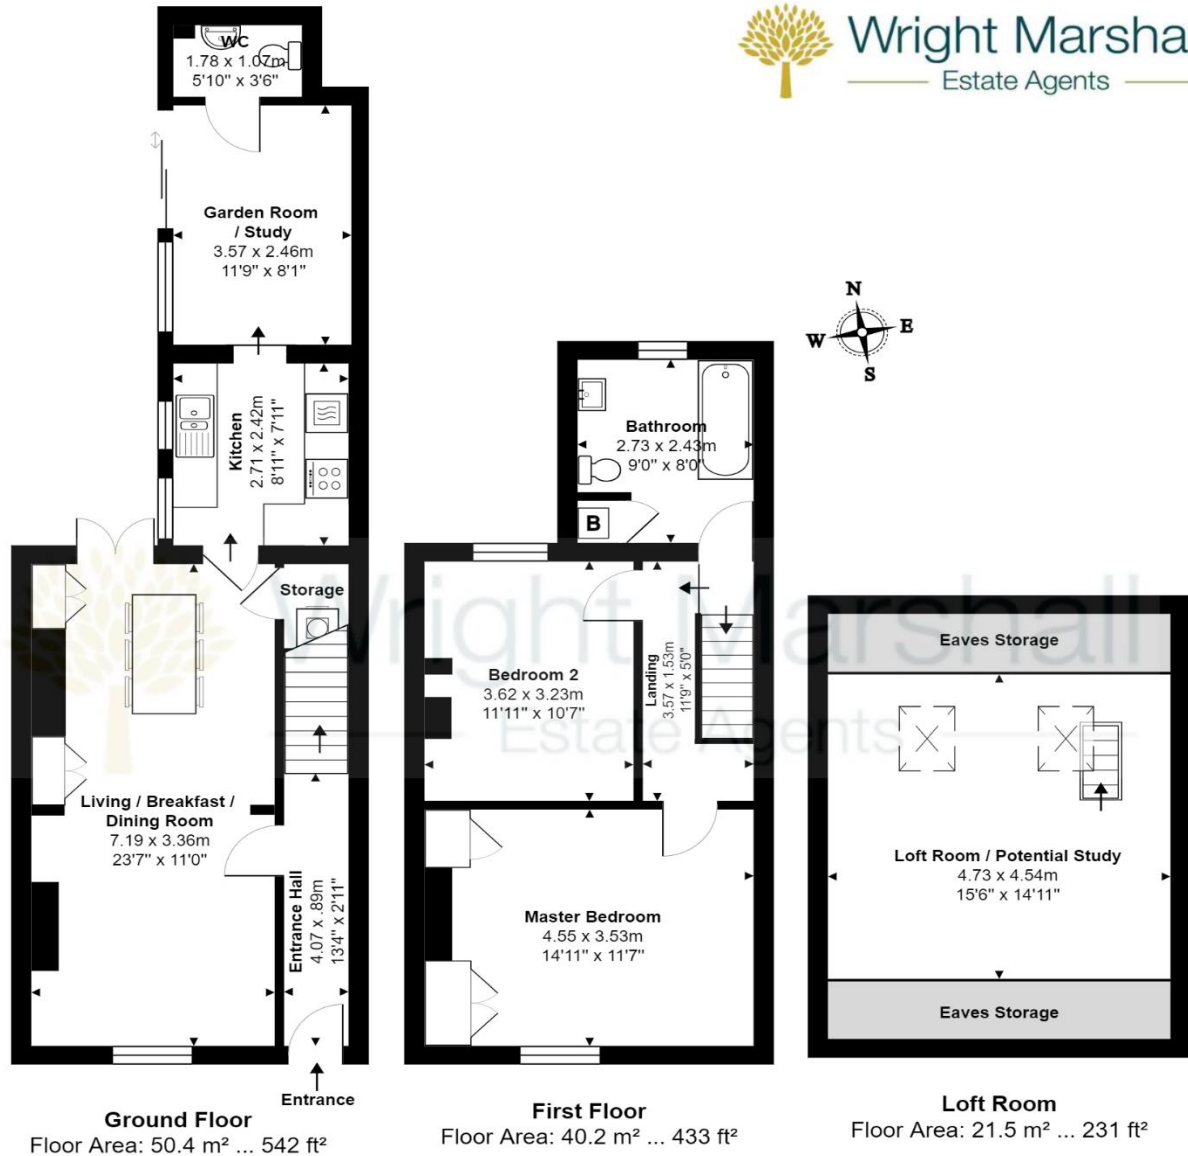 Wright Marsha
Estate Agents
WC
1.78 x 1.07m
5'10" x 3'6"
Garden Room
/ Study
3.57 x 2.46m
11'9" x 8'1"
N
W E
S
Kitchen
2.71 x 2.42m
8'11" x 7'11"
Bathroom
2.73 x 2.43m
9'0" x 8'0"
B
Storage
Living / Breakfast /
Dining Room
7.19 x 3.36m
23'7" x 11'0"
Entrance Hall
4.07 x .89m
13'4" x 2'11"
Entrance
Bedroom 2
3.62 x 3.23m
11'11" x 10'7"
Landing
3.57 x 1.53m
11'9" x 5'0"
Master Bedroom
4.55 x 3.53m
14'11" x 11'7"
Eaves Storage
Loft Room / Potential Study
4.73 x 4.54m
15'6" x 14'11"
Eaves Storage
Wright Marshall
Estate Agents
Ground Floor
Floor Area: 50.4 m² ... 542 ft²
First Floor
Floor Area: 40.2 m² ... 433 ft²
Loft Room
Floor Area: 21.5 m² ... 231 ft²